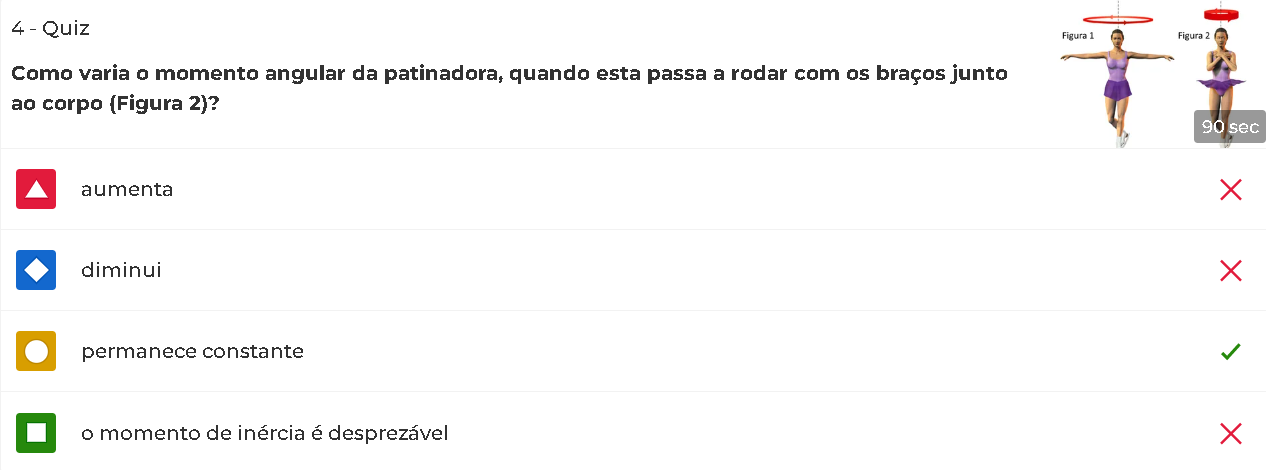 4 - Quiz
Figura 1
Figura 2
Como varia o momento angular da patinadora, quando esta passa a rodar com os braços junto
ao corpo (Figura 2)?
90 sec
aumenta
diminui
permanece constante
o momento de inércia é desprezável